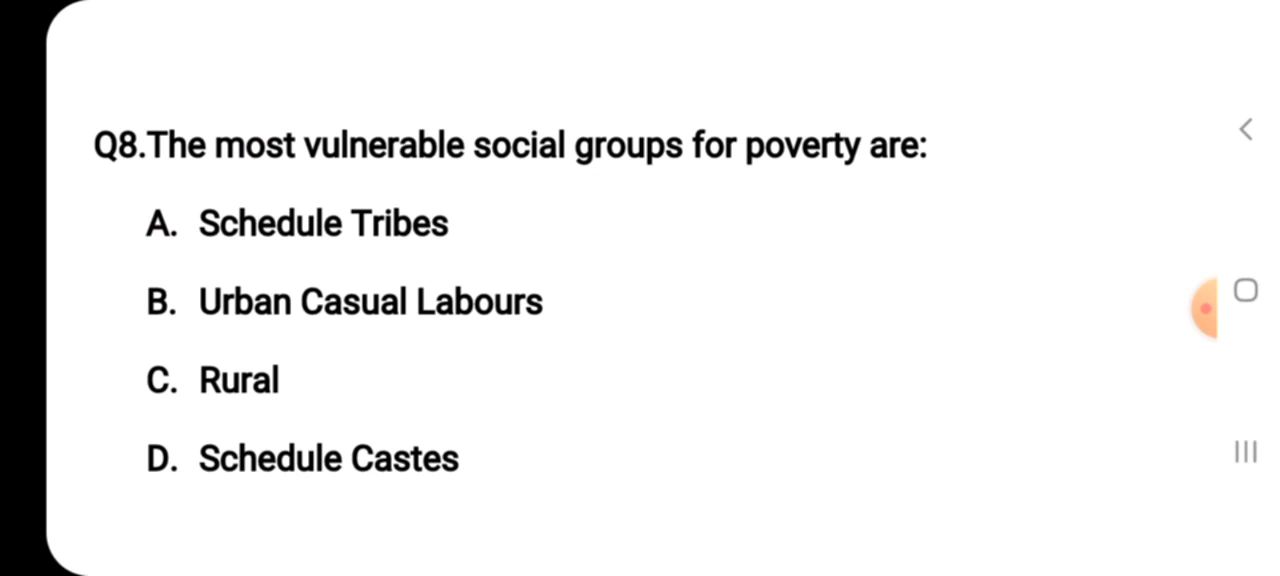 Q8.The most vulnerable social groups for poverty are:
A. Schedule Tribes
B. Urban Casual Labours
C. Rural
D. Schedule Castes